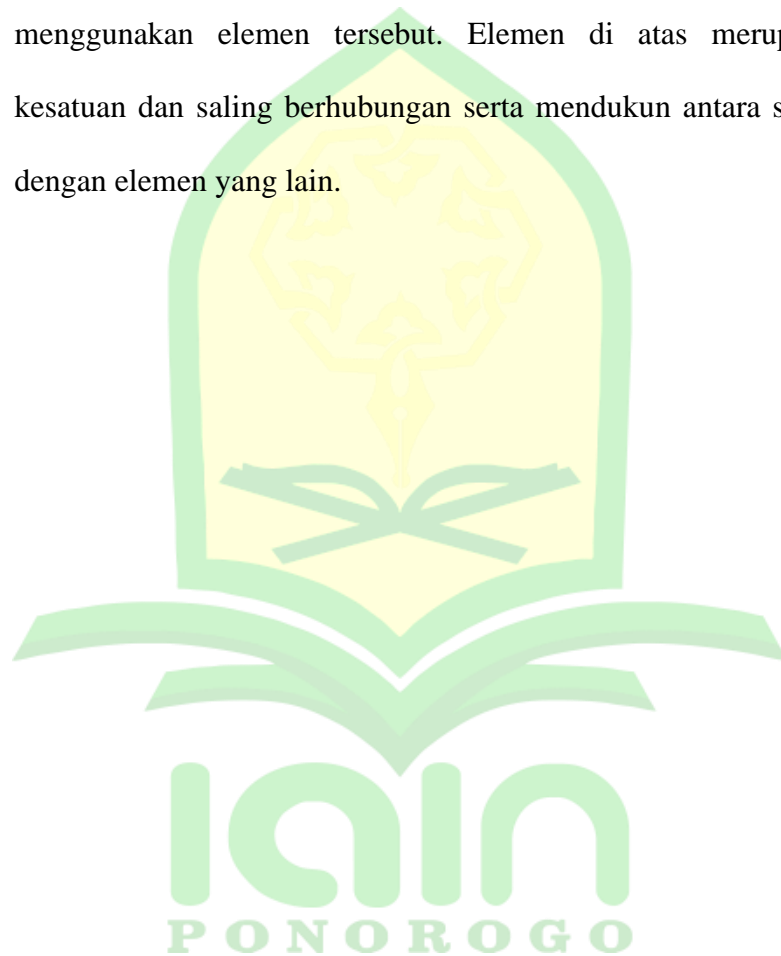 menggunakan elemen tersebut. Elemen di atas
kesatuan dan saling berhubungan serta mendukun antara
dengan elemen yang lain.
IAIN
PONOROGO